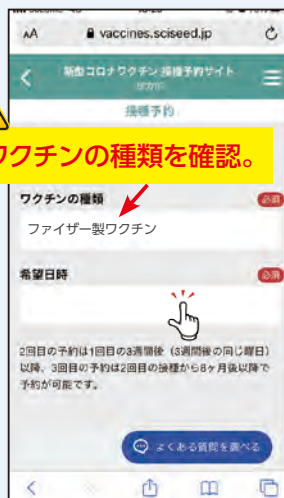 AA vaccines.sciseed.jp
新型コロナワクチン 接種予約サイト
接種予約
ワクチンの種類を確認。
ワクチンの種類 必須
ファイザー製ワクチン
希望日時 必須
2回目の予約は1回目の3週間後（3週間後の同じ曜日）
以降、3回目の予約は2回目の接種から8ヶ月後以降で
予約が可能です。
よくある質問を調べる